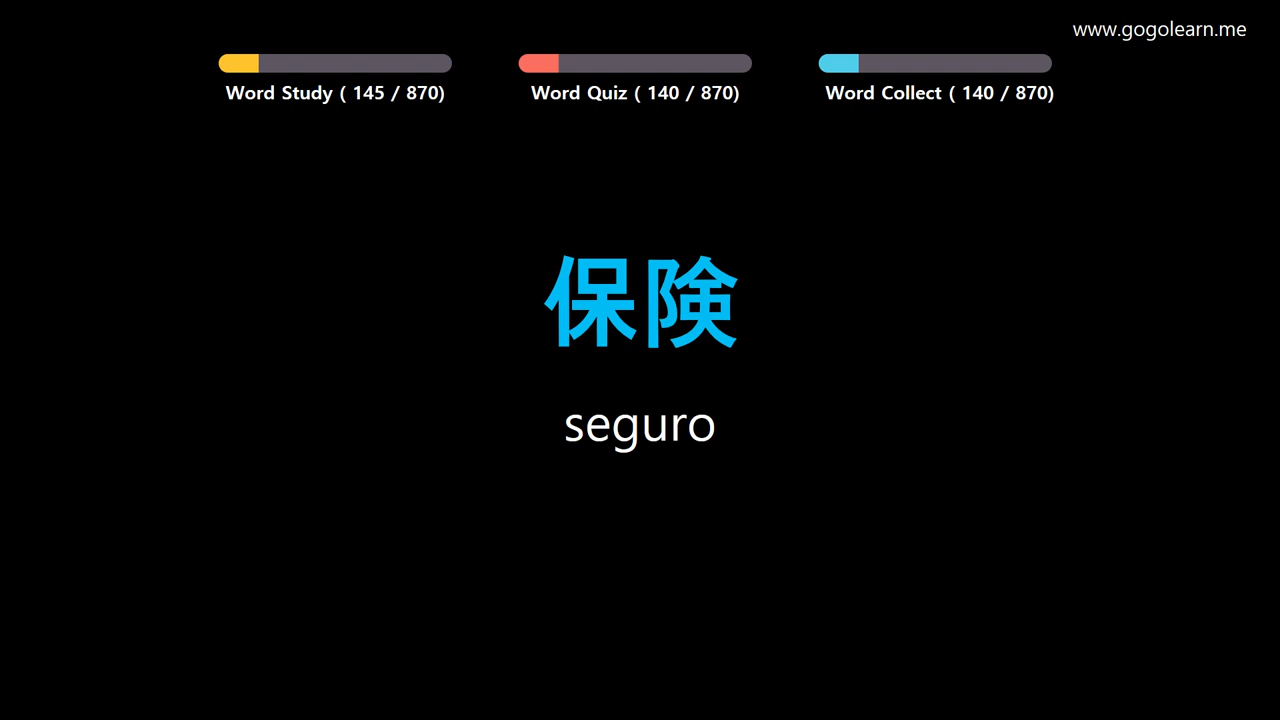 www.gogolearn.me
Word Study ( 145 / 870)
Word Quiz ( 140 / 870)
Word Collect ( 140 / 870)
保険
seguro